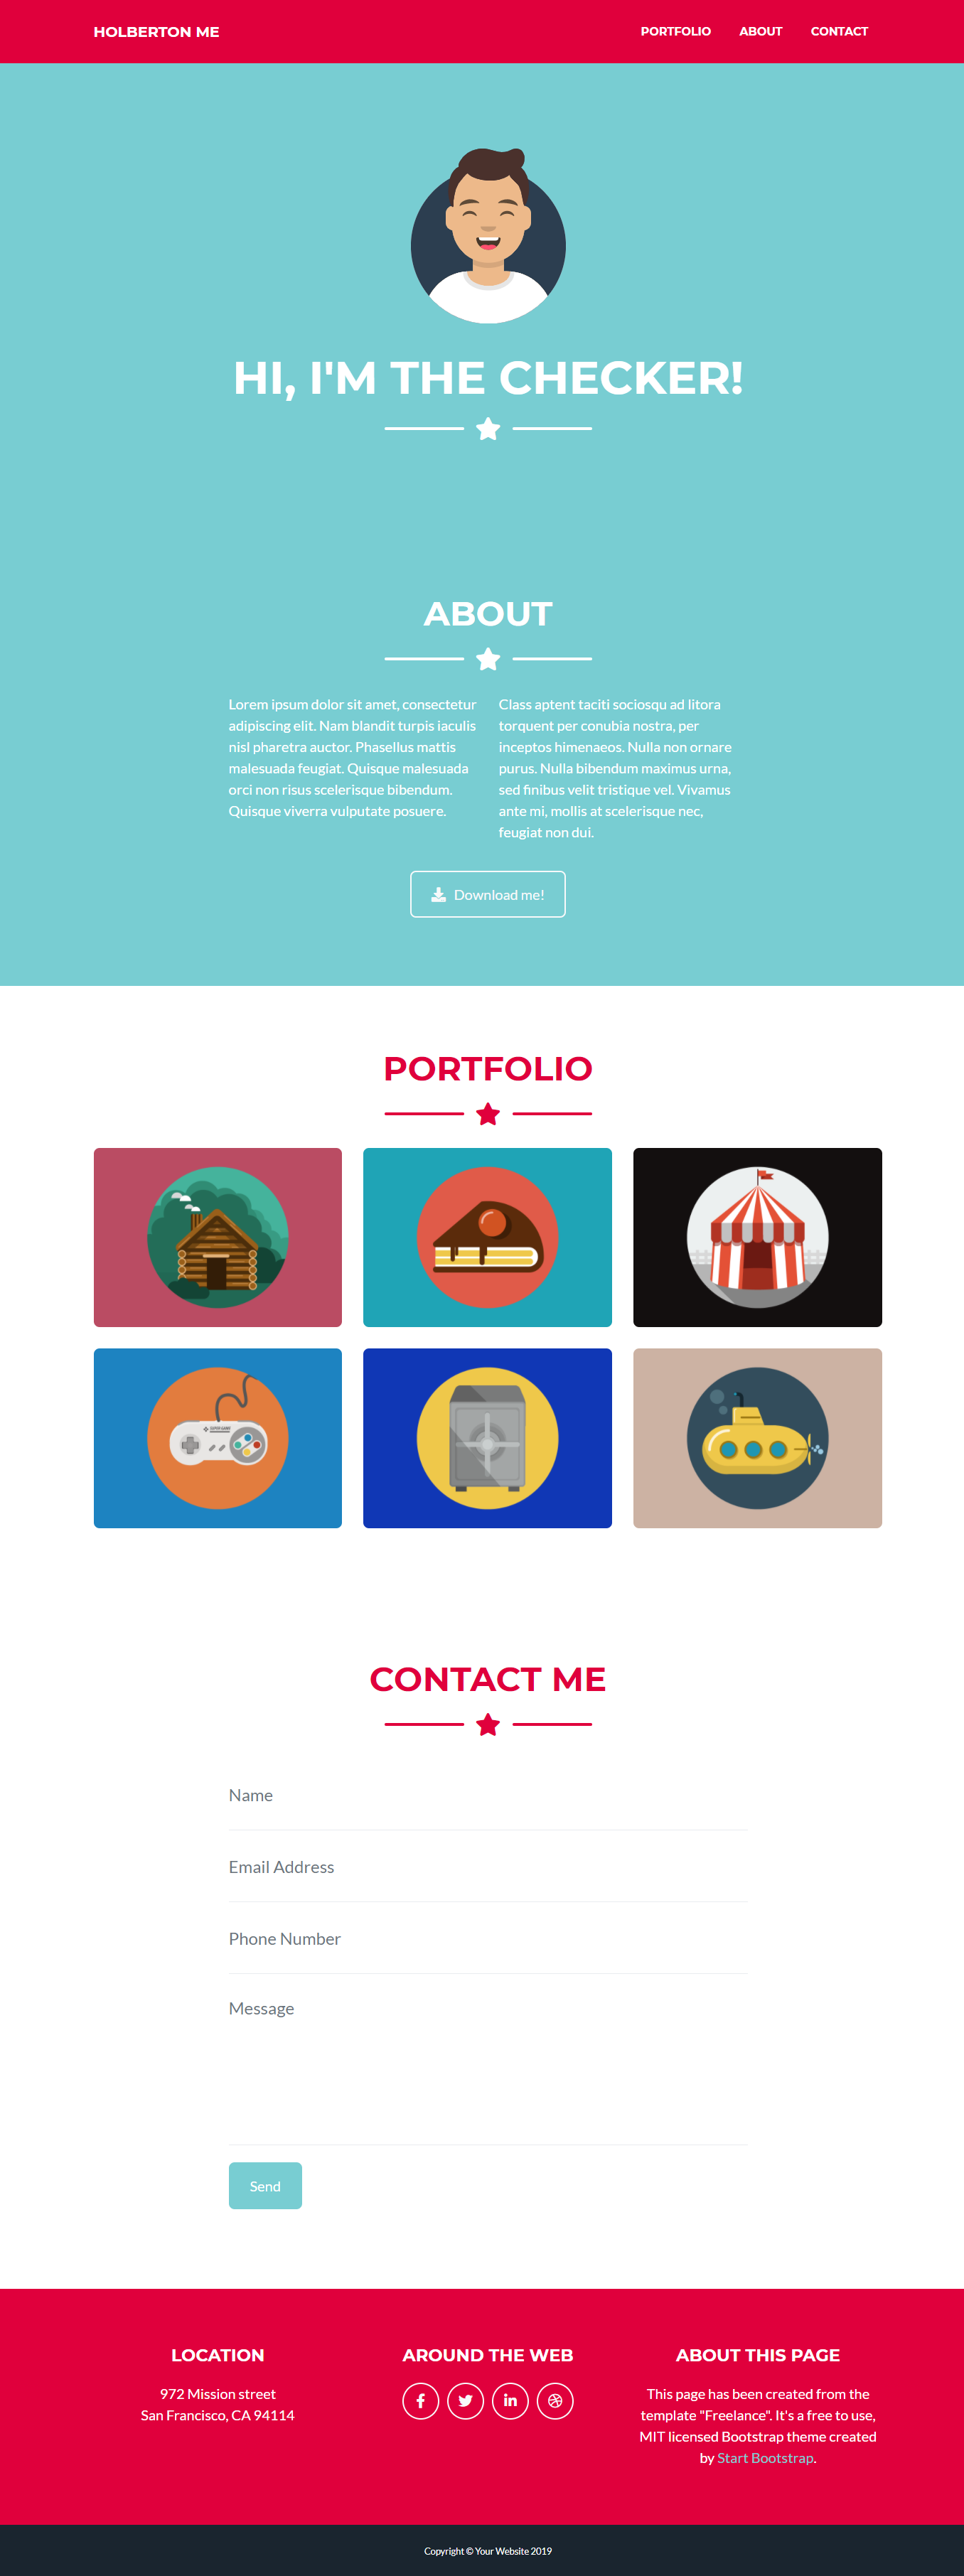 HOLBERTON ME
PORTFOLIO ABOUT CONTACT
HI, I'M THE CHECKER!
ABOUT
Lorem ipsum dolor sit amet, consectetur
adipiscing elit. Nam blandit turpis iaculis
nisl pharetra auctor. Phasellus mattis
malesuada feugiat. Quisque malesuada
orci non risus scelerisque bibendum.
Quisque viverra vulputate posuere.
Class aptent taciti sociosqu ad litora
torquent per conubia nostra, per
inceptos himenaeos. Nulla non ornare
purus. Nulla bibendum maximus urna,
sed finibus velit tristique vel. Vivamus
ante mi, mollis at scelerisque nec,
feugiat non dui.
Download me!
PORTFOLIO
CONTACT ME
Name
Email Address
Phone Number
Message
Send
LOCATION
972 Mission street
San Francisco, CA 94114
AROUND THE WEB
ABOUT THIS PAGE
This page has been created from the
template "Freelance". It's a free to use,
MIT licensed Bootstrap theme created
by Start Bootstrap.
Copyright © Your Website 2019